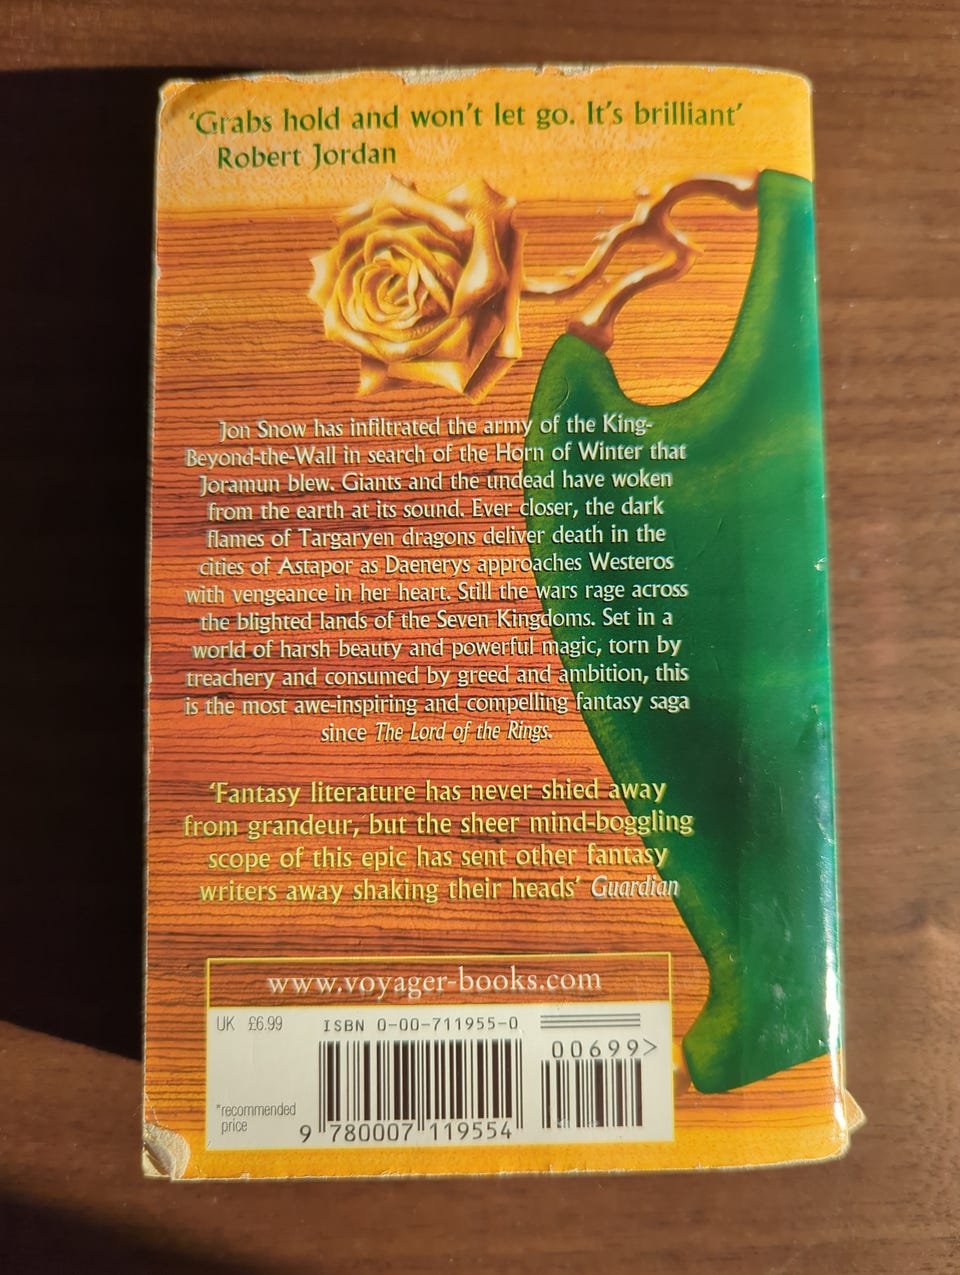 ‘Grabs hold and won’t let go. It’s brilliant’
Robert Jordan
Jon Snow has infiltrated the army of the King-
Beyond-the-Wall in search of the Horn of Winter that
Joramun blew. Giants and the undead have woken
from the earth at its sound. Ever closer, the dark
flames of Targaryen dragons deliver death in the
cities of Astapor as Daenerys approaches Westeros
with vengeance in her heart. Still the wars rage across
the blighted lands of the Seven Kingdoms. Set in a
world of harsh beauty and powerful magic, torn by
treachery and consumed by greed and ambition, this
is the most awe-inspiring and compelling fantasy saga
since The Lord of the Rings.
‘Fantasy literature has never shied away
from grandeur, but the sheer mind-boggling
scope of this epic has sent other fantasy
writers away shaking their heads’ Guardian
www.voyager-books.com
UK £6.99
ISBN 0-00-711955-0
00699>
*recommended
price
9 780007 119554